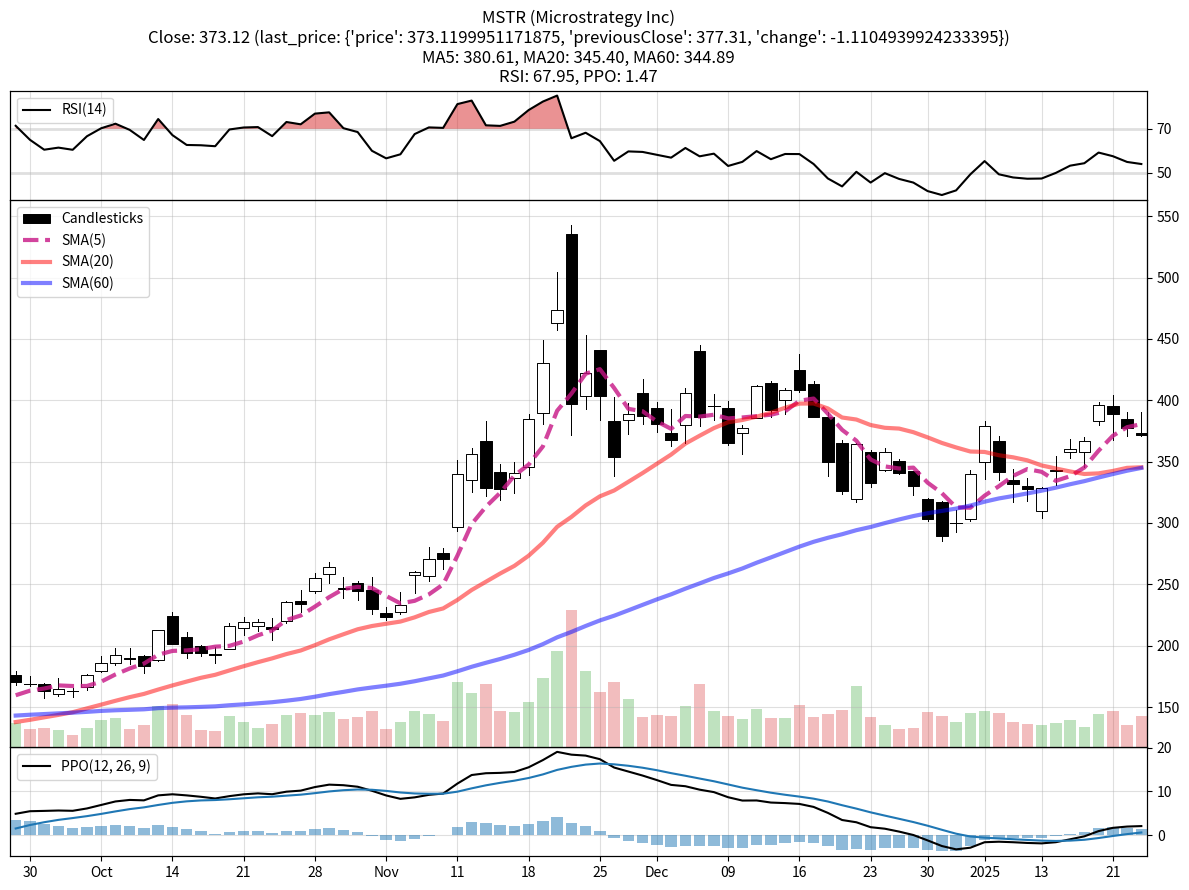 MSTR (Microstrategy Inc)
Close: 373.12 (last_price: {'price': 373.1199951171875, 'previousClose': 377.31, 'change': -1.1104939924233395})
MA5: 380.61, MA20: 345.40, MA60: 344.89
RSI: 67.95, PPO: 1.47
RSI(14)
70
50
Candlesticks
SMA(5)
SMA(20)
SMA(60)
550
500
450
400
350
300
250
200
150
PPO(12, 26, 9)
20
10
0
30 Oct 14 21 28 Nov 11 18 25 Dec 09 16 23 30 2025 13 21